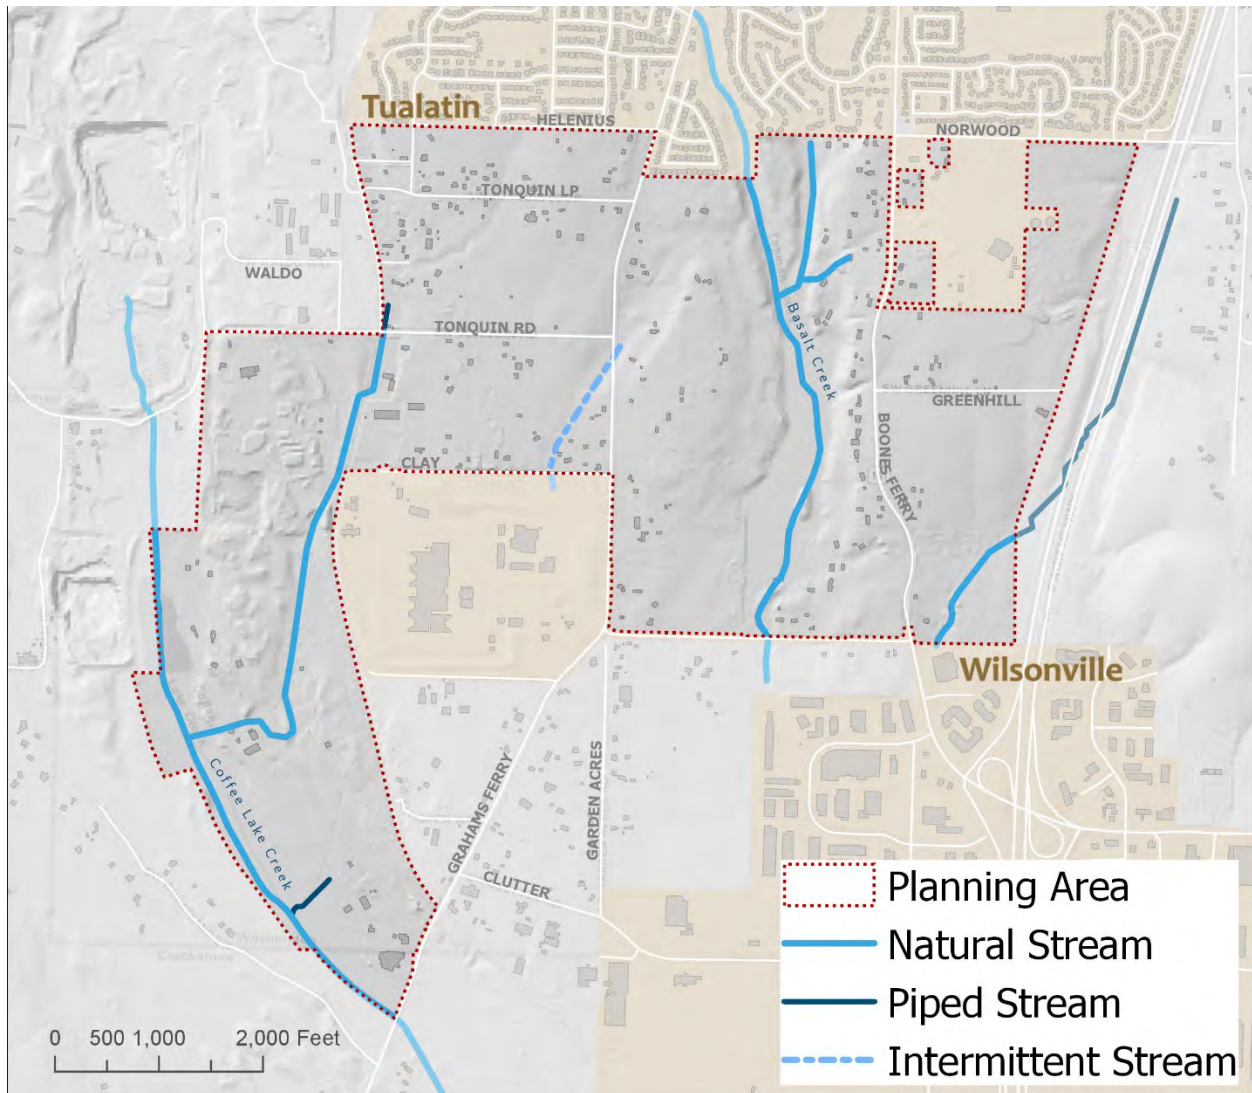 Tualatin
HELENIUS
NORWOOD
TONQUIN LP
WALDO
TONQUIN RD
Basalt Creek
GREENHILL
BOONES FERRY
CLAY
Wilsonville
Coffee Lake Creek
GRAHAMS FERRY
GARDEN ACRES
CLUTTER
Clackamas
0 500 1,000 2,000 Feet
Planning Area
Natural Stream
Piped Stream
Intermittent Stream